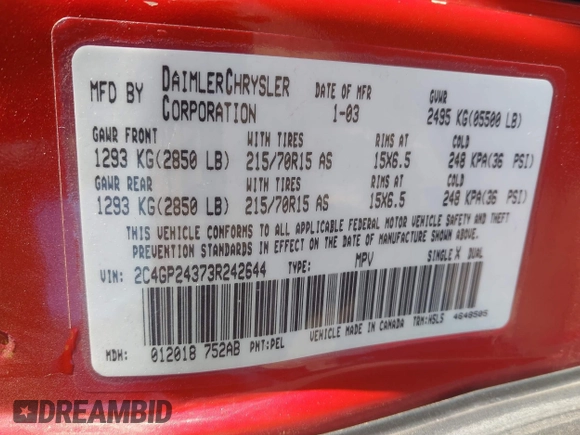 MFD BY DAIMLERCHRYSLER CORPORATION DATE OF MFR 1-03 GVWR 2495 KG(05500 LB)
GAWR FRONT WITH TIRES RIMS AT COLD
1293 KG(2850 LB) 215/70R15 AS 15X6.5 248 KPA(36 PSI)
GAWR REAR WITH TIRES RIMS AT COLD
1293 KG(2850 LB) 215/70R15 AS 15X6.5 248 KPA(36 PSI)
THIS VEHICLE CONFORMS TO ALL APPLICABLE FEDERAL MOTOR VEHICLE SAFETY AND THEFT
PREVENTION STANDARDS IN EFFECT ON THE DATE OF MANUFACTURE SHOWN ABOVE.
VIN: 2C4GP24373R242644 TYPE: MPV SINGLE X DUAL
VEHICLE MADE IN CANADA TRM:H5L5 4648505
MDH: 012018 752AB PNT:PEL
DREAMBID